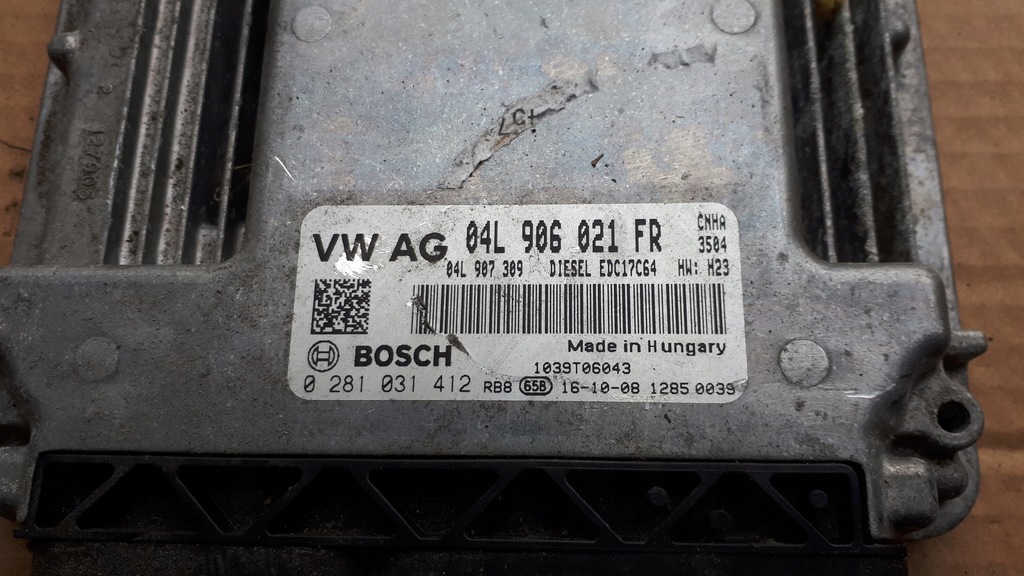 +57
VW AG 04L 906 021 FR CNHA
3504
04L 907 309 DIESEL EDC17C64 HW: H23
Made in Hungary
BOSCH
1039T06043
0 281 031 412 RB8 65B 16-10-08 1285 0039